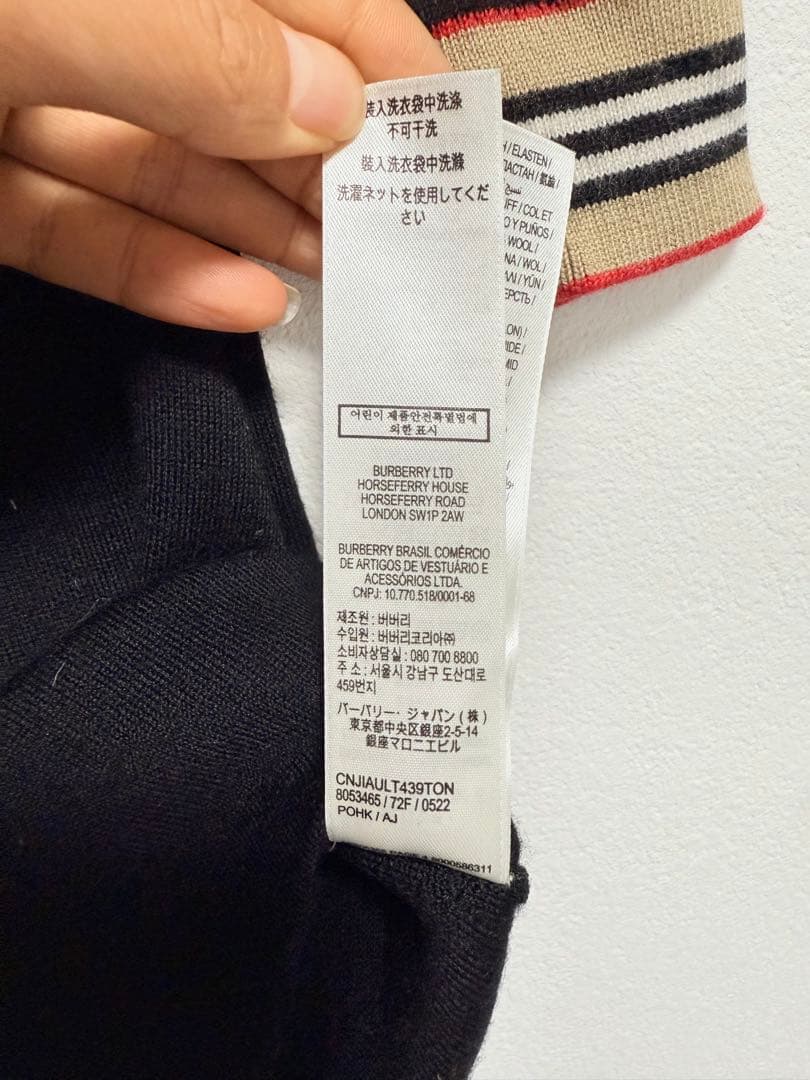 装入洗衣袋中洗涤
不可干洗
裝入洗衣袋中洗滌
洗濯ネットを使用してくだ
さい
어린이 제품안전특별법에
의한 표시
BURBERRY LTD
HORSEFERRY HOUSE
HORSEFERRY ROAD
LONDON SW1P 2AW
BURBERRY BRASIL COMÉRCIO
DE ARTIGOS DE VESTUÁRIO E
ACESSÓRIOS LTDA.
CNPJ: 10.770.518/0001-68
제조원 : 버버리
수입원 : 버버리코리아㈜
소비자상담실 : 080 700 8800
주 소 : 서울시 강남구 도산대로
459번지
バーバリー・ジャパン ( 株 )
東京都中央区銀座2-5-14
銀座マロニエビル
CNJIAULT439TON
8053465 / 72F / 0522
POHK / AJ
/ ELASTEN /
/ COL ET
Y PUÑOS /
WOOL /
/ WOL /
/ YÜN /